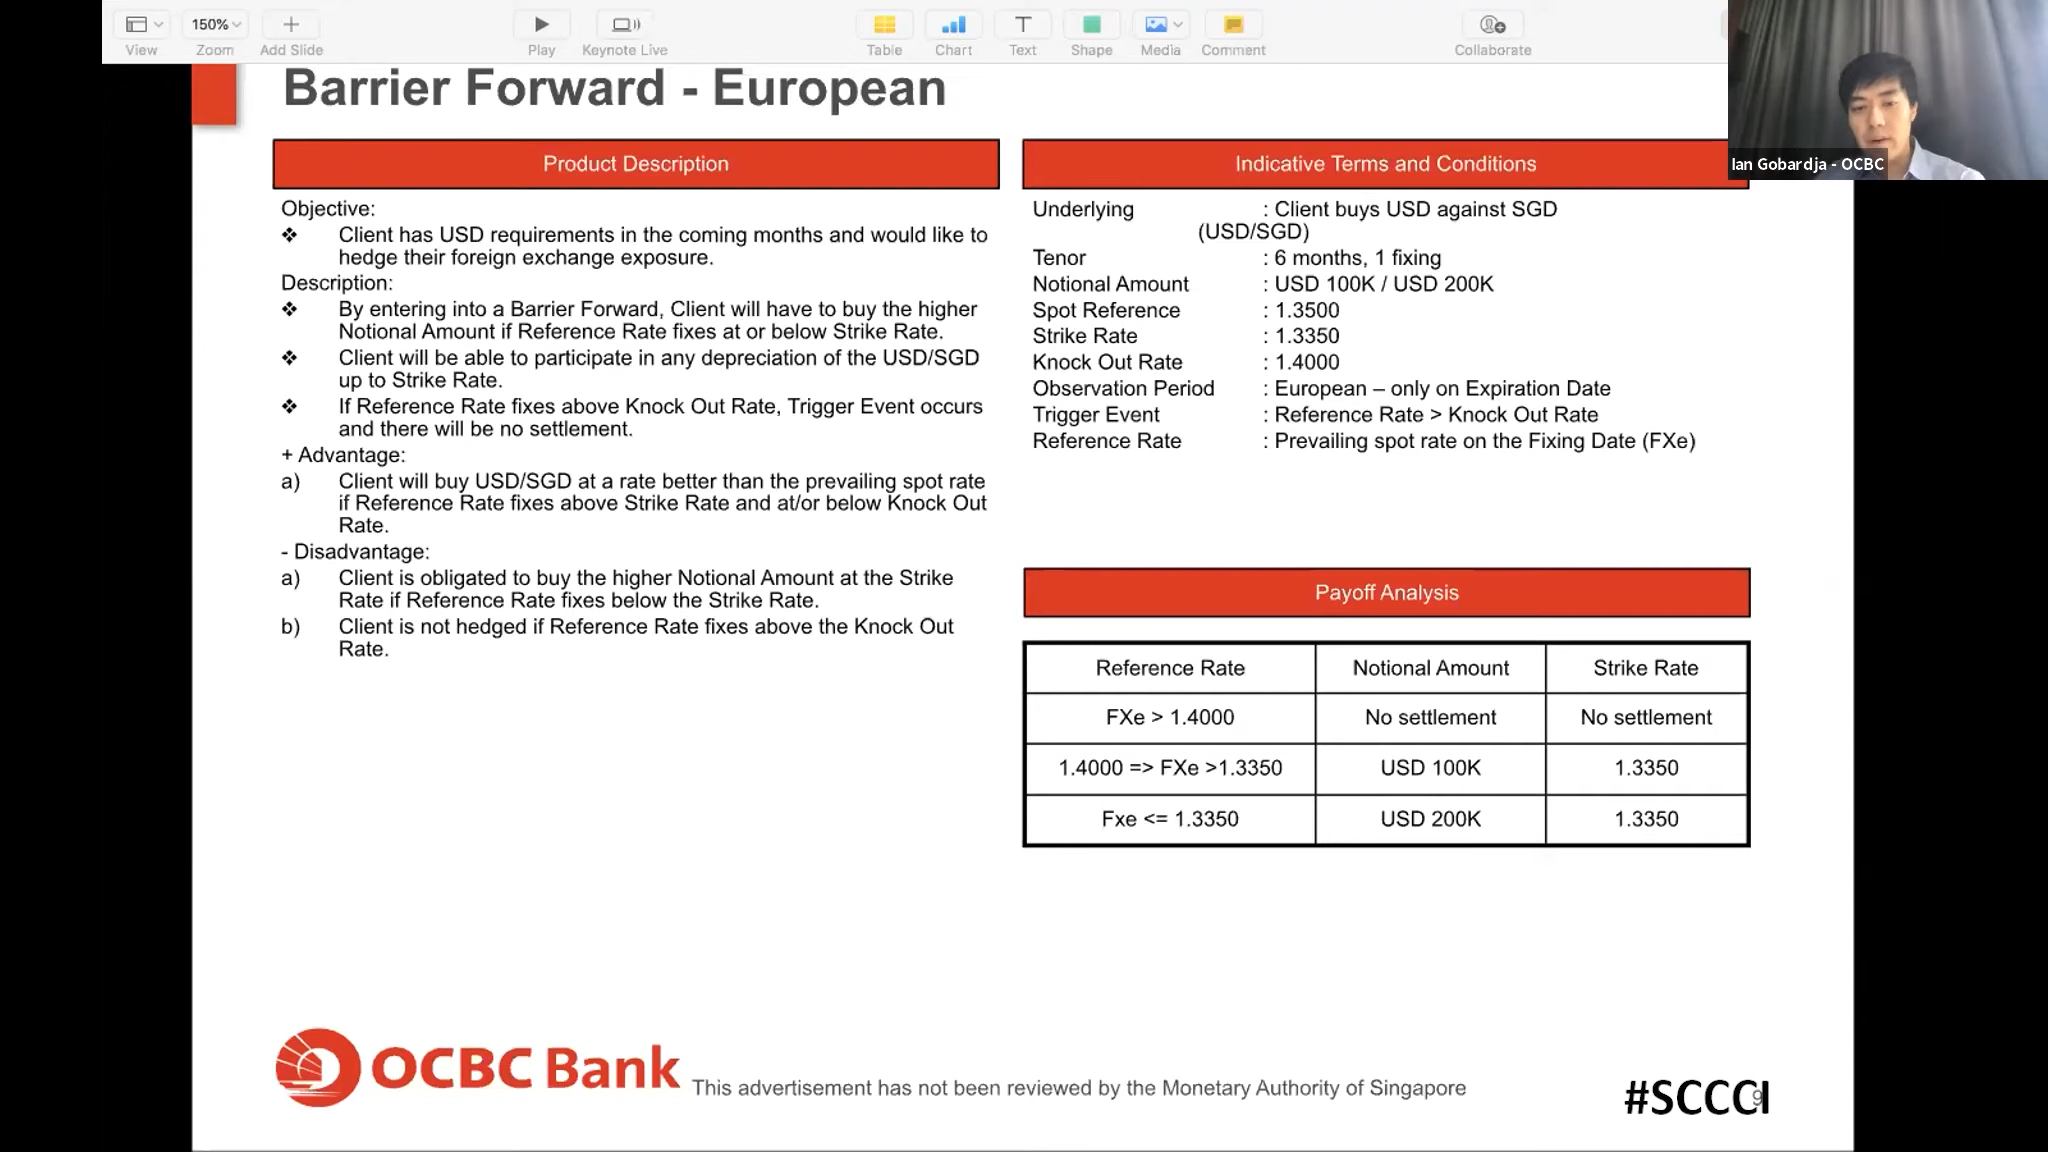 150%
View
Zoom
Add Slide
Play
Keynote Live
Table
Chart
Text
Shape
Media
Comment
Collaborate
Barrier Forward - European
Ian Gobardja - OCBC
Product Description
Objective:
❖ Client has USD requirements in the coming months and would like to
hedge their foreign exchange exposure.
Description:
❖ By entering into a Barrier Forward, Client will have to buy the higher
Notional Amount if Reference Rate fixes at or below Strike Rate.
❖ Client will be able to participate in any depreciation of the USD/SGD
up to Strike Rate.
❖ If Reference Rate fixes above Knock Out Rate, Trigger Event occurs
and there will be no settlement.
+ Advantage:
a) Client will buy USD/SGD at a rate better than the prevailing spot rate
if Reference Rate fixes above Strike Rate and at/or below Knock Out
Rate.
- Disadvantage:
a) Client is obligated to buy the higher Notional Amount at the Strike
Rate if Reference Rate fixes below the Strike Rate.
b) Client is not hedged if Reference Rate fixes above the Knock Out
Rate.
Indicative Terms and Conditions
Underlying : Client buys USD against SGD
(USD/SGD)
Tenor : 6 months, 1 fixing
Notional Amount : USD 100K / USD 200K
Spot Reference : 1.3500
Strike Rate : 1.3350
Knock Out Rate : 1.4000
Observation Period : European – only on Expiration Date
Trigger Event : Reference Rate > Knock Out Rate
Reference Rate : Prevailing spot rate on the Fixing Date (FXe)
Payoff Analysis
Reference Rate Notional Amount Strike Rate
FXe > 1.4000 No settlement No settlement
1.4000 => FXe >1.3350 USD 100K 1.3350
Fxe <= 1.3350 USD 200K 1.3350
OCBC Bank
This advertisement has not been reviewed by the Monetary Authority of Singapore
#SCCCI
9